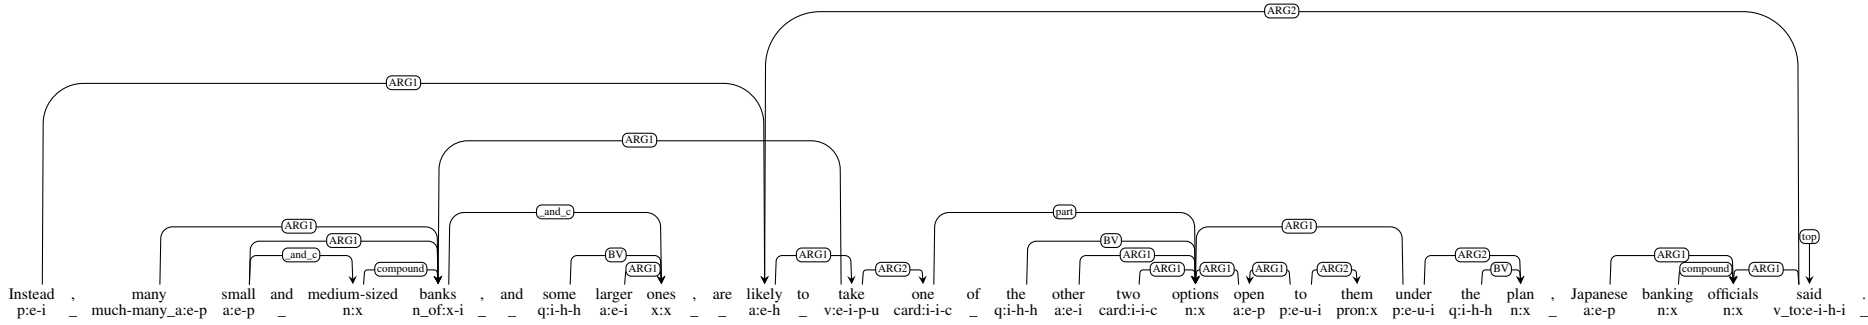 ARG2
ARG1
ARG1
_and_c part
ARG1 ARG1 top
ARG1 BV
_and_c BV ARG1 ARG1 ARG2 ARG1
compound ARG1 ARG2 ARG1 ARG1 ARG1 ARG2 BV compound ARG1
Instead , many small and medium-sized banks , and some larger ones , are likely to take one of the other two options open to them under the plan , Japanese banking officials said .
p:e-i _ much-many_a:e-p a:e-p _ n:x n_of:x-i _ _ q:i-h-h a:e-i x:x _ _ a:e-h _ v:e-i-p-u card:i-i-c _ q:i-h-h a:e-i card:i-i-c n:x a:e-p p:e-u-i pron:x p:e-u-i q:i-h-h n:x _ a:e-p n:x n:x v_to:e-i-h-i _